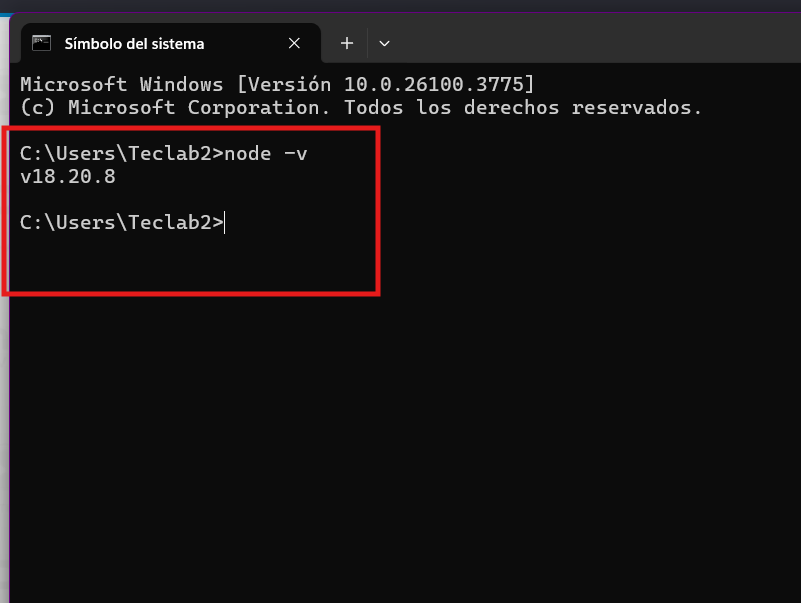 Símbolo del sistema
Microsoft Windows [Versión 10.0.26100.3775]
(c) Microsoft Corporation. Todos los derechos reservados.
C:\Users\Teclab2>node -v
v18.20.8
C:\Users\Teclab2>